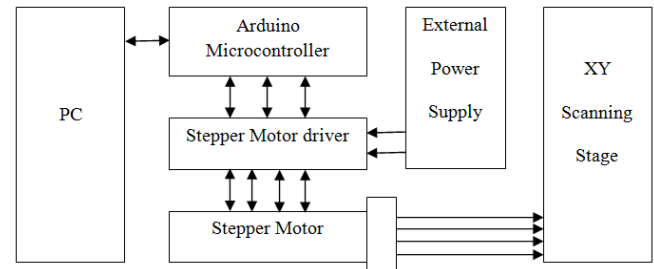 PC
Arduino
Microcontroller
Stepper Motor driver
Stepper Motor
External
Power
Supply
XY
Scanning
Stage